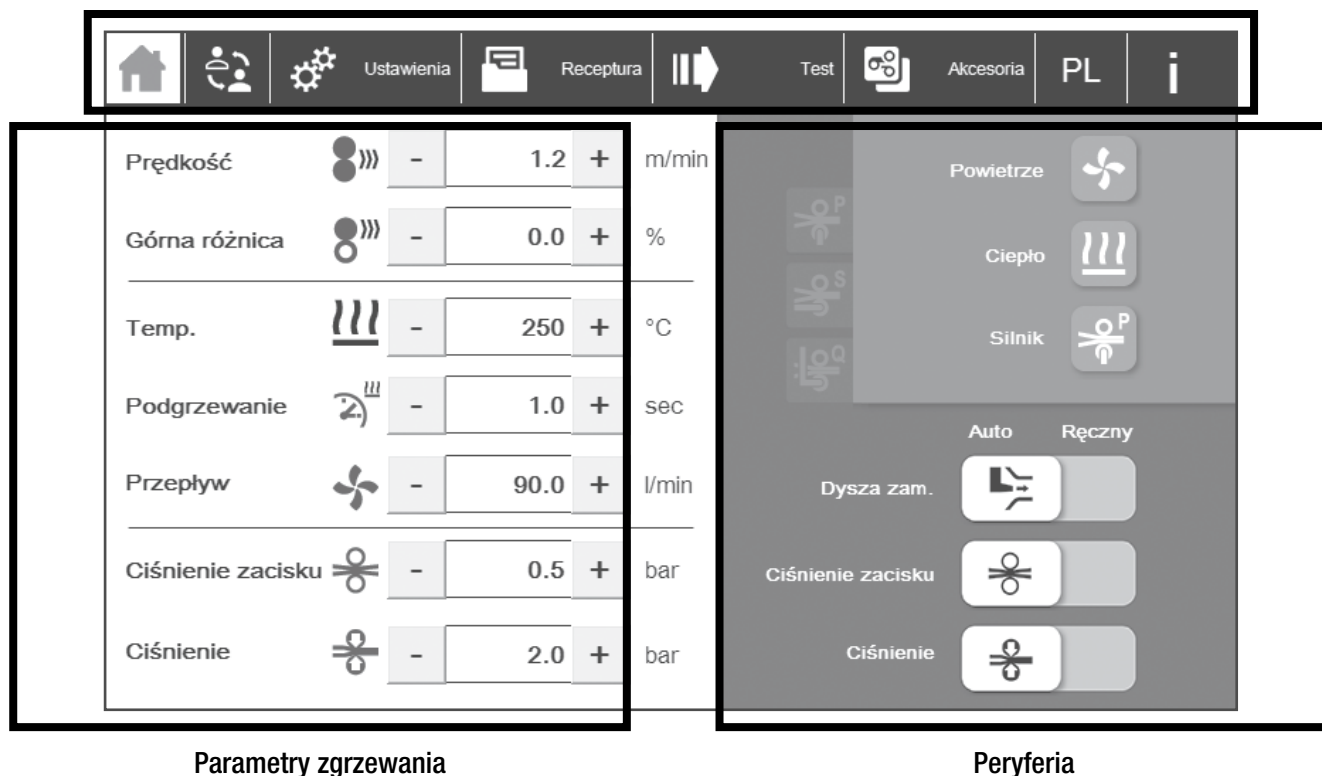 Ustawienia Receptura Test Akcesoria PL i
Prędkość - 1.2 + m/min
Górna różnica - 0.0 + %
Temp. - 250 + °C
Podgrzewanie - 1.0 + sec
Przepływ - 90.0 + l/min
Ciśnienie zacisku - 0.5 + bar
Ciśnienie - 2.0 + bar
Powietrze
P
Ciepło
S
Silnik P
Q
Auto Ręczny
Dysza zam.
Ciśnienie zacisku
Ciśnienie
Parametry zgrzewania
Peryferia